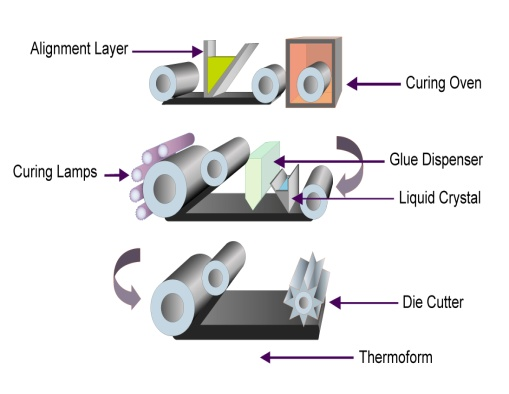 Alignment Layer
Curing Oven
Glue Dispenser
Curing Lamps
Liquid Crystal
Die Cutter
Thermoform